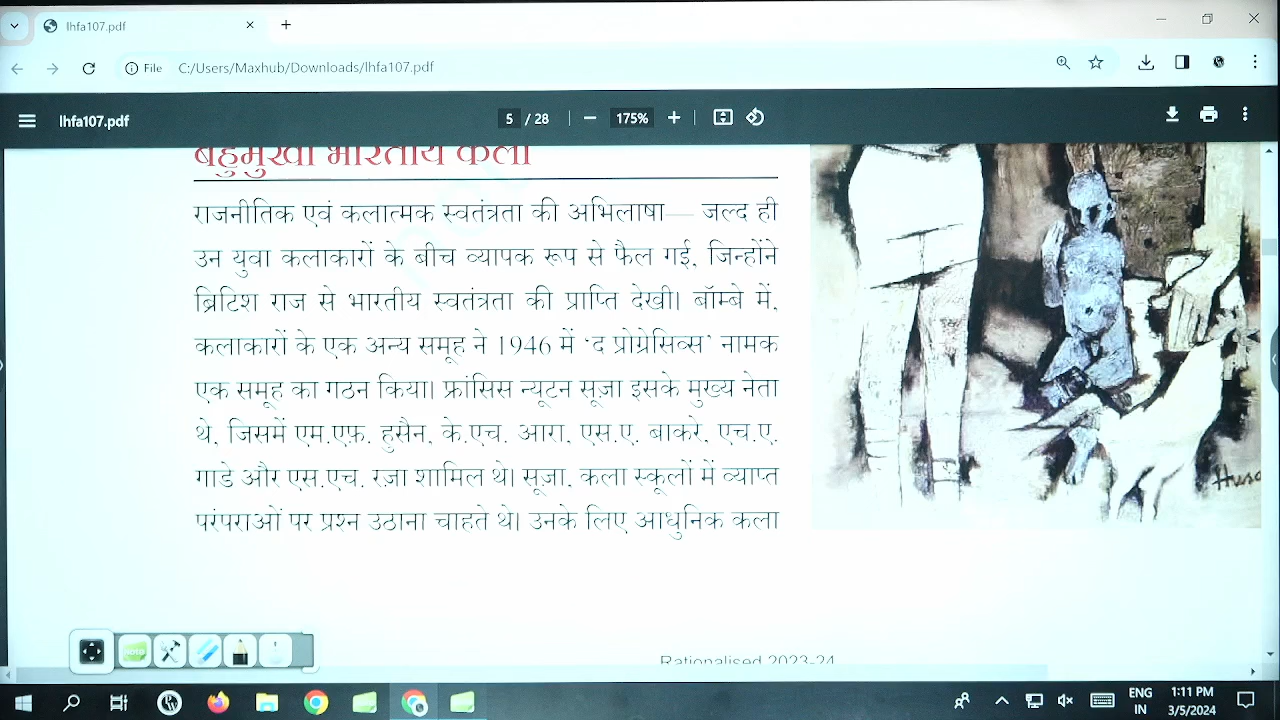 lhfa107.pdf
File
C:/Users/Maxhub/Downloads/lhfa107.pdf
lhfa107.pdf
5 / 28
175%
बहुमुखी भारतीय कला
राजनीतिक एवं कलात्मक स्वतंत्रता की अभिलाषा— जल्द ही
उन युवा कलाकारों के बीच व्यापक रूप से फैल गई, जिन्होंने
ब्रिटिश राज से भारतीय स्वतंत्रता की प्राप्ति देखी। बॉम्बे में,
कलाकारों के एक अन्य समूह ने 1946 में ‘द प्रोग्रेसिव्स’ नामक
एक समूह का गठन किया। फ्रांसिस न्यूटन सूज़ा इसके मुख्य नेता
थे, जिसमें एम.एफ़. हुसैन, के.एच. आरा, एस.ए. बाकरे, एच.ए.
गाडे और एस.एच. रज़ा शामिल थे। सूज़ा, कला स्कूलों में व्याप्त
परंपराओं पर प्रश्न उठाना चाहते थे। उनके लिए आधुनिक कला
Rationalised 2023-24
ENG
IN
1:11 PM
3/5/2024